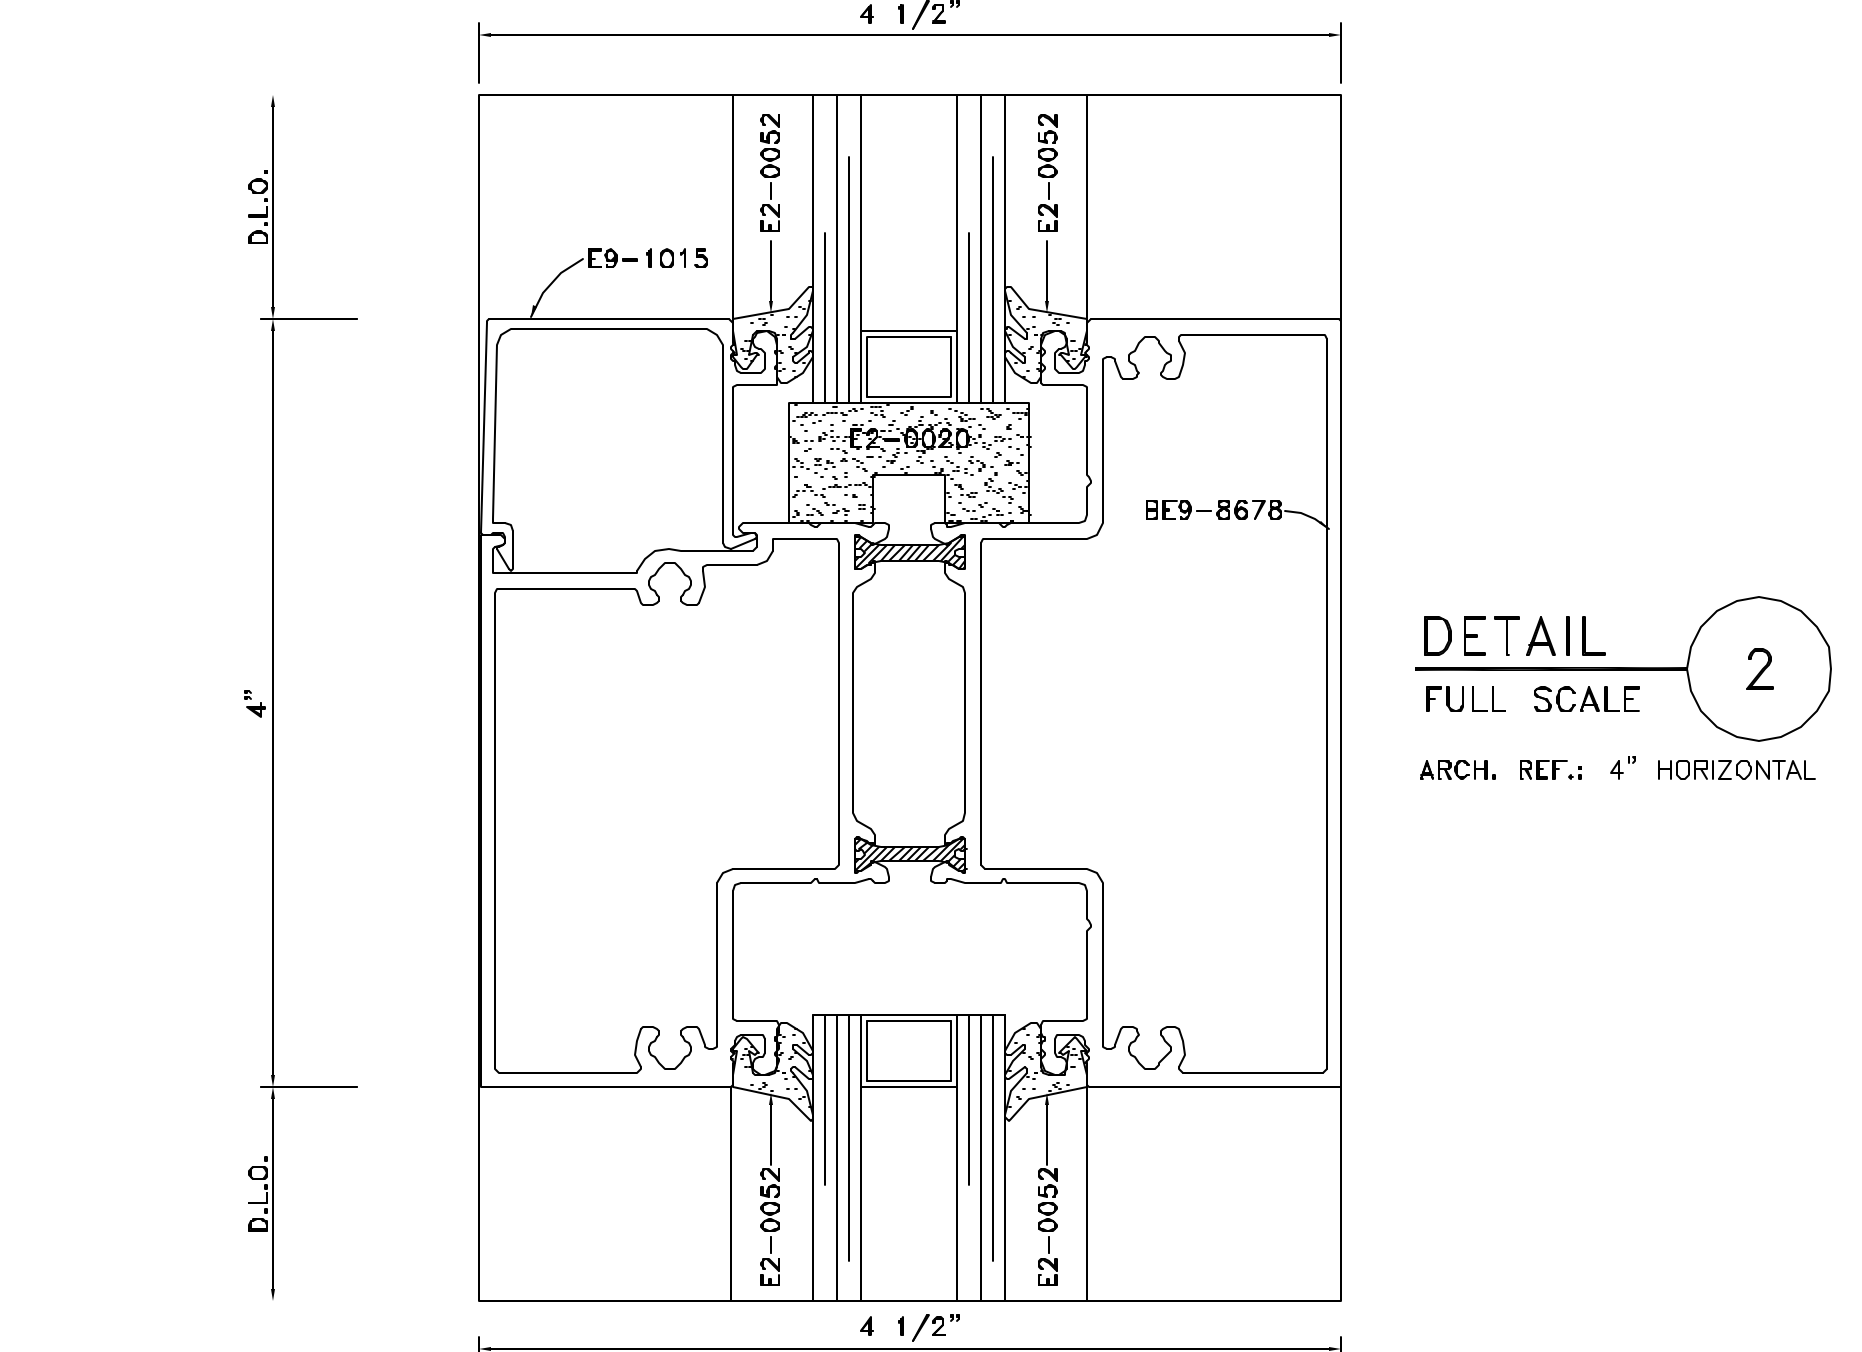 4 1/2”
E2-0052
E2-0052
D.L.O.
E9-1015
E2-0020
BE9-8678
DETAIL
2
FULL SCALE
4”
ARCH. REF.: 4” HORIZONTAL
D.L.O.
E2-0052
E2-0052
4 1/2”